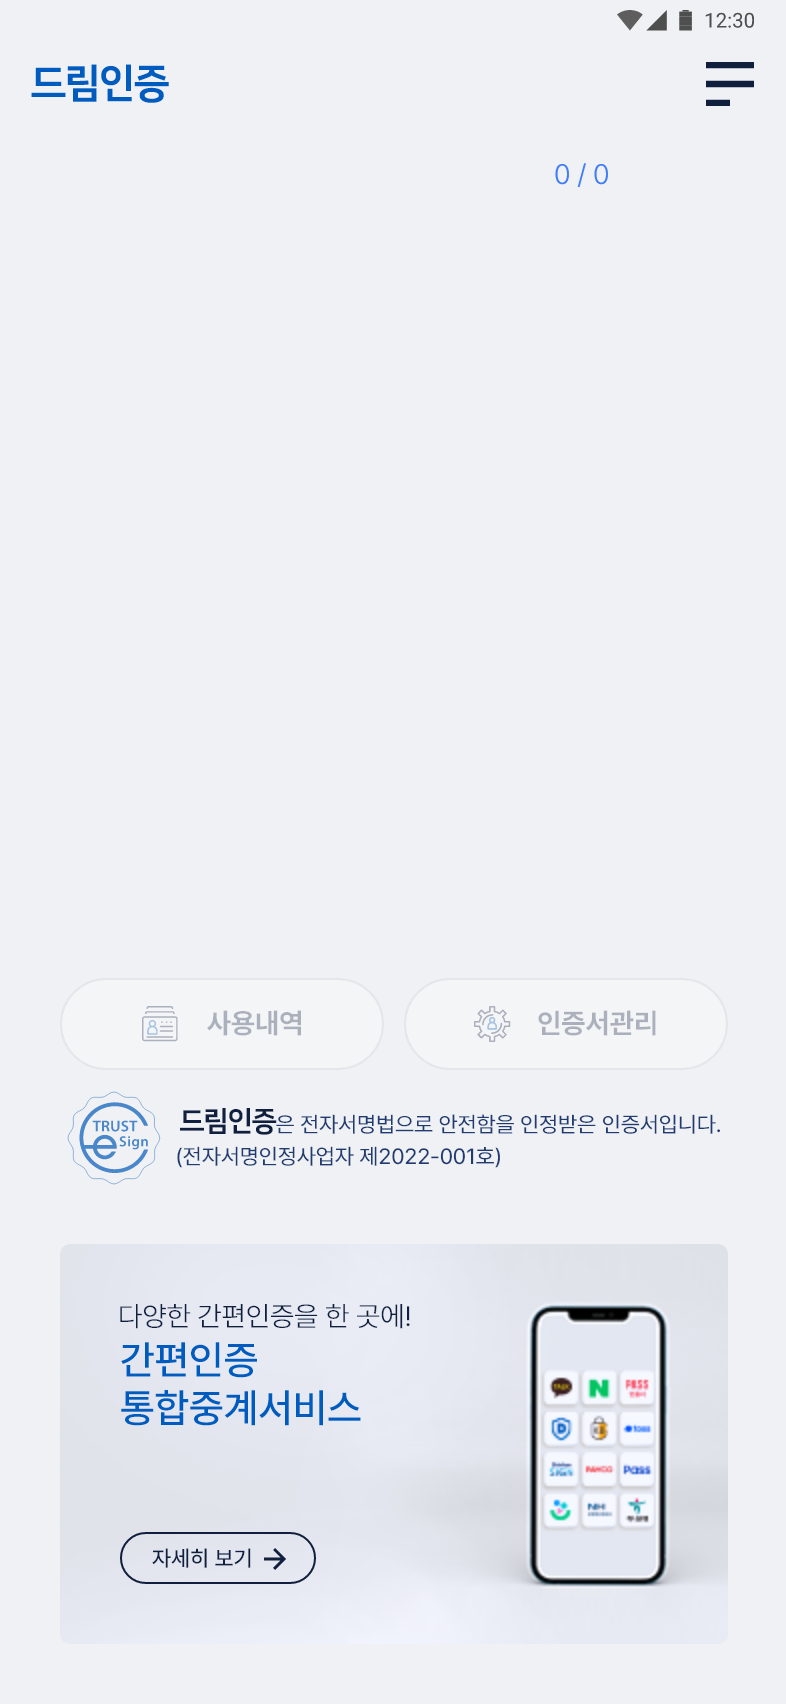 12:30
드림인증
0 / 0
사용내역
인증서관리
TRUST
eSign
드림인증은 전자서명법으로 안전함을 인정받은 인증서입니다.
(전자서명인정사업자 제2022-001호)
다양한 간편인증을 한 곳에!
간편인증
통합중계서비스
TALK
N
PASS
D
toss
PAYCO
Pass
NH
자세히 보기